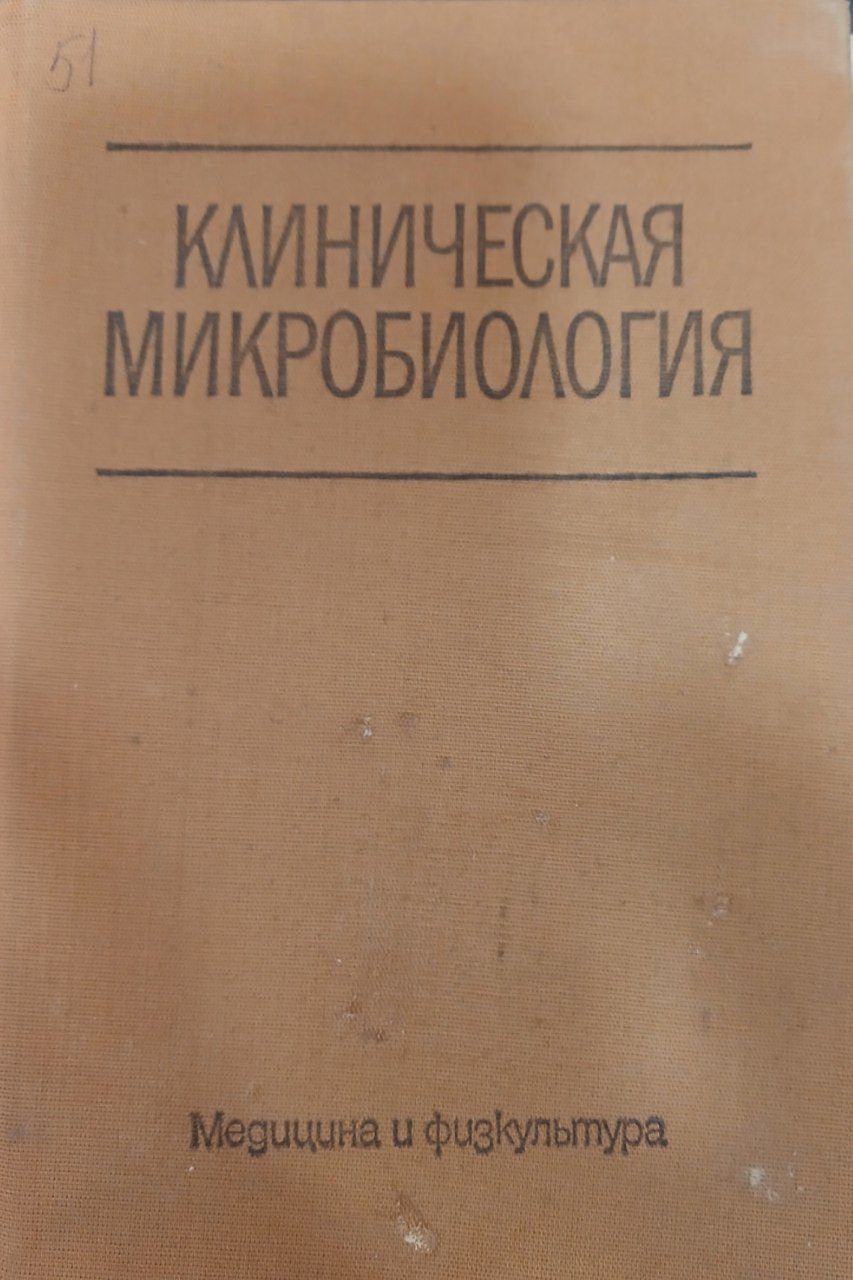 51
КЛИНИЧЕСКАЯ
МИКРОБИОЛОГИЯ
Медицина и физкультура